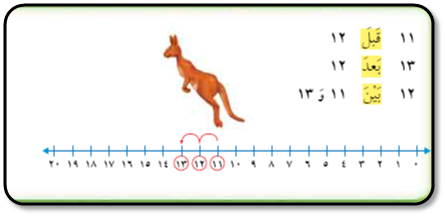 ١١ قَبلَ ١٢
١٣ بَعدَ ١٢
١٢ بَيْنَ ١١ وَ ١٣
٠ ١ ٢ ٣ ٤ ٥ ٦ ٧ ٨ ٩ ١٠ ١١ ١٢ ١٣ ١٤ ١٥ ١٦ ١٧ ١٨ ١٩ ٢٠